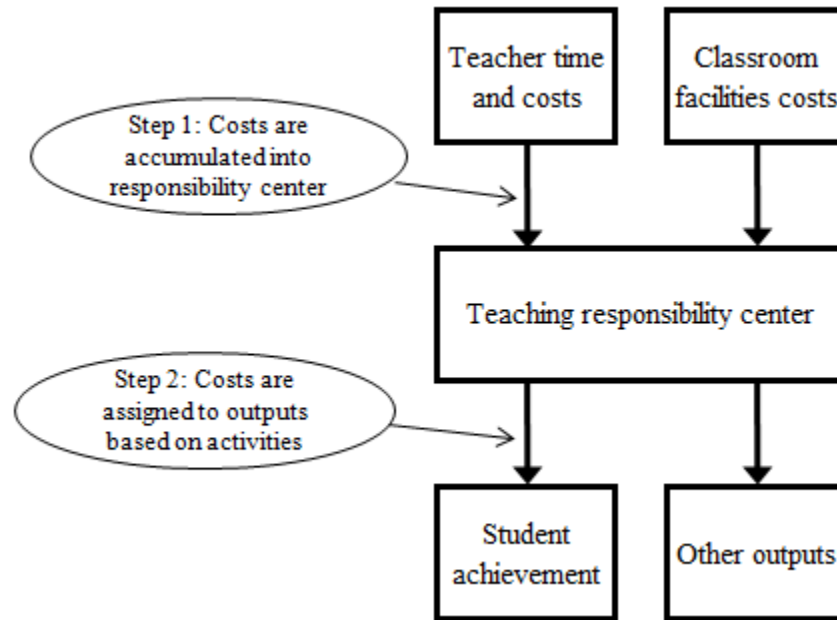 Teacher time
and costs
Classroom
facilities costs
Step 1: Costs are
accumulated into
responsibility center
Teaching responsibility center
Step 2: Costs are
assigned to outputs
based on activities
Student
achievement
Other outputs